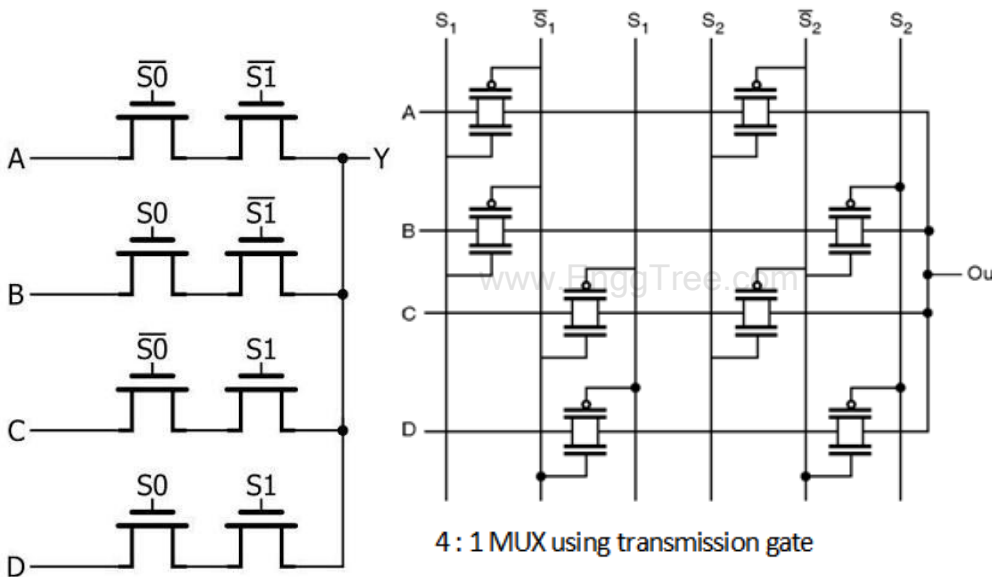 S̅0̅ S̅1̅
A Y
S0 S̅1̅
B
S̅0̅ S1
C
S0 S1
D
S₁ S̅₁ S₁ S₂ S̅₂ S₂
A
B
www.EnggTree.com
Ou
C
D
4 : 1 MUX using transmission gate